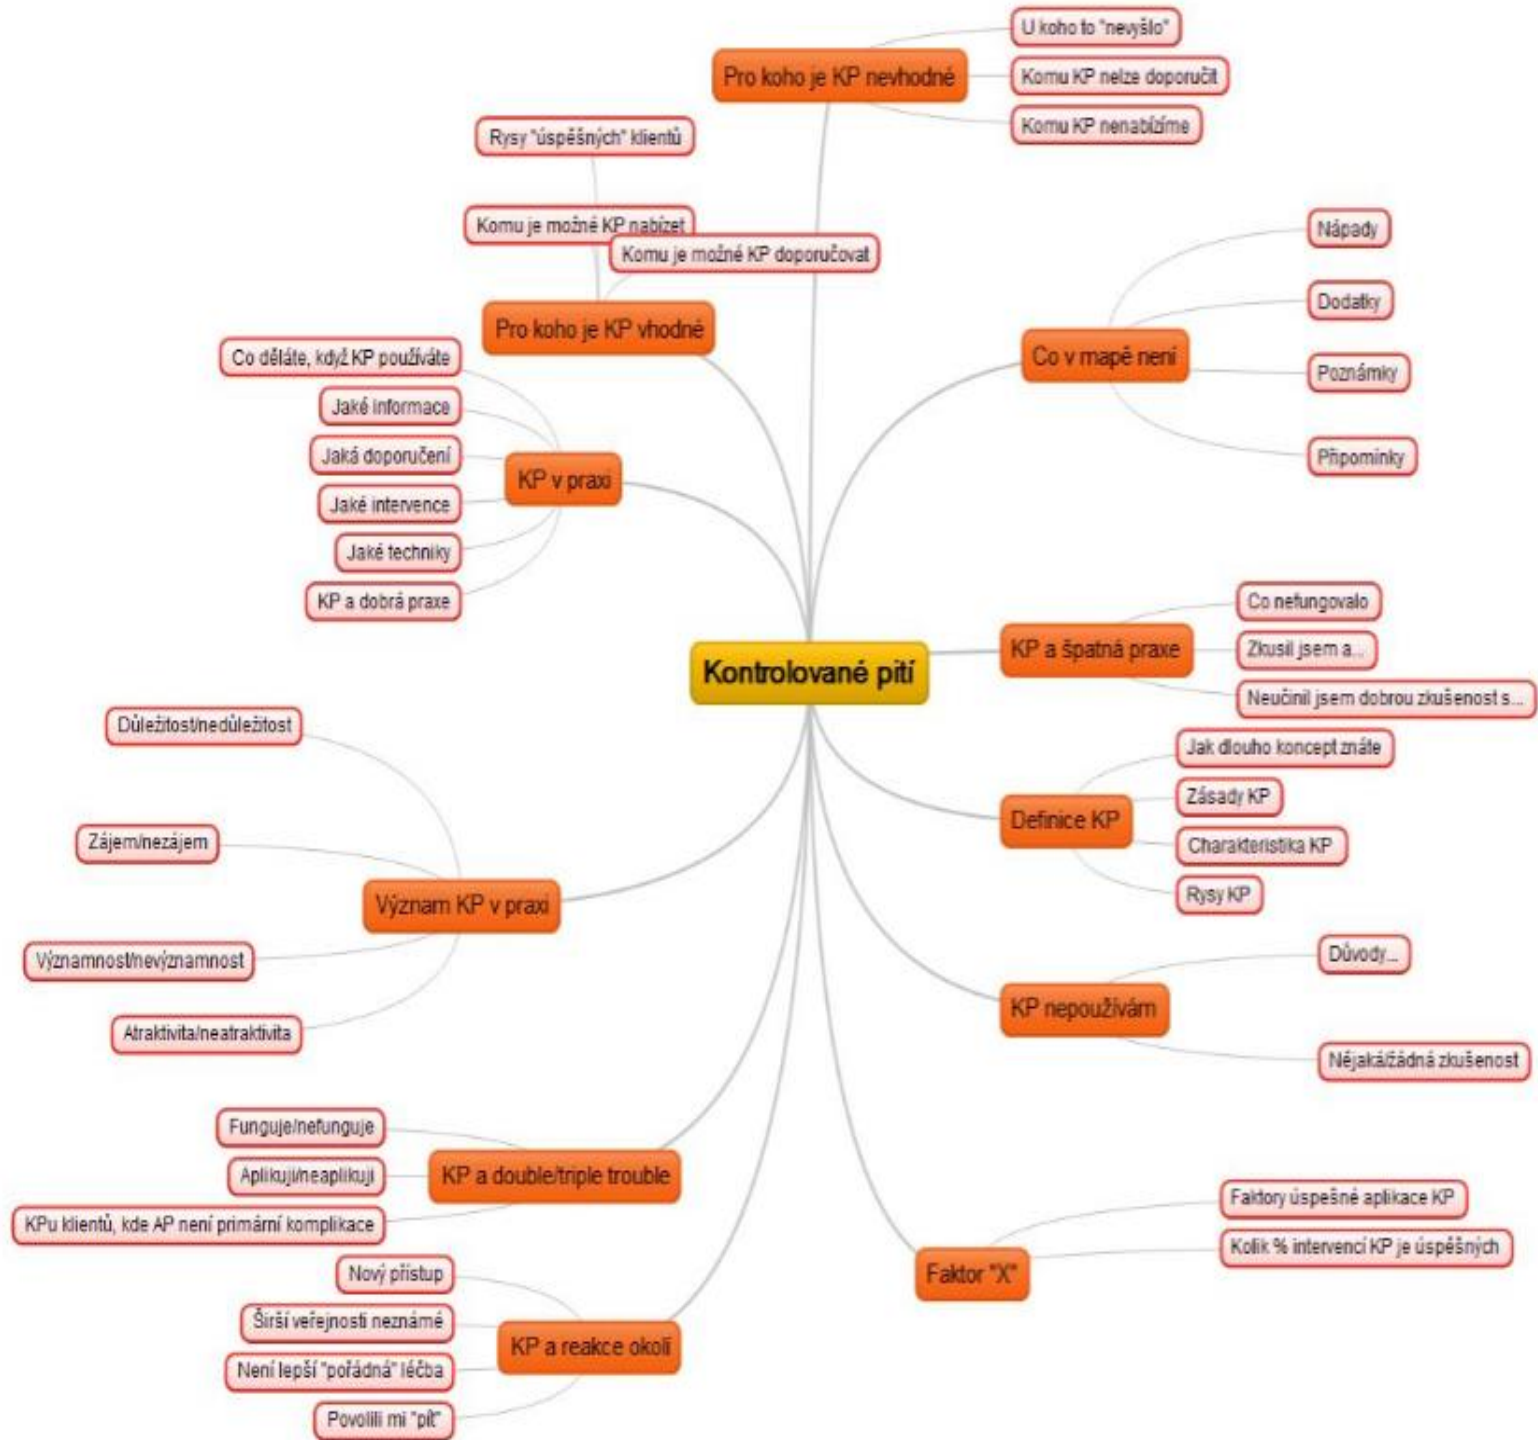 U koho to "nevyšlo"
Pro koho je KP nevhodné
Komu KP nelze doporučit
Komu KP nenabízíme
Rysy "úspěšných" klientů
Komu je možné KP nabízet
Komu je možné KP doporučovat
Pro koho je KP vhodné
Nápady
Dodatky
Co v mapě není
Poznámky
Připomínky
Co děláte, když KP používáte
Jaké informace
Jaká doporučení
KP v praxi
Jaké intervence
Jaké techniky
KP a dobrá praxe
Kontrolované pití
Co nefungovalo
KP a špatná praxe
Zkusil jsem a...
Neučinil jsem dobrou zkušenost s...
Důležitost/nedůležitost
Zájem/nezájem
Význam KP v praxi
Významnost/nevýznamnost
Atraktivita/neatraktivita
Jak dlouho koncept znáte
Zásady KP
Definice KP
Charakteristika KP
Rysy KP
Důvody...
KP nepoužívám
Nějaká/žádná zkušenost
Funguje/nefunguje
KP a double/triple trouble
Aplikuji/neaplikuji
KPu klientů, kde AP není primární komplikace
Faktory úspešné aplikace KP
Kolik % intervencí KP je úspěšných
Faktor "X"
Nový přístup
Širší veřejnosti neznámé
KP a reakce okolí
Není lepší "pořádná" léčba
Povolili mi "pít"